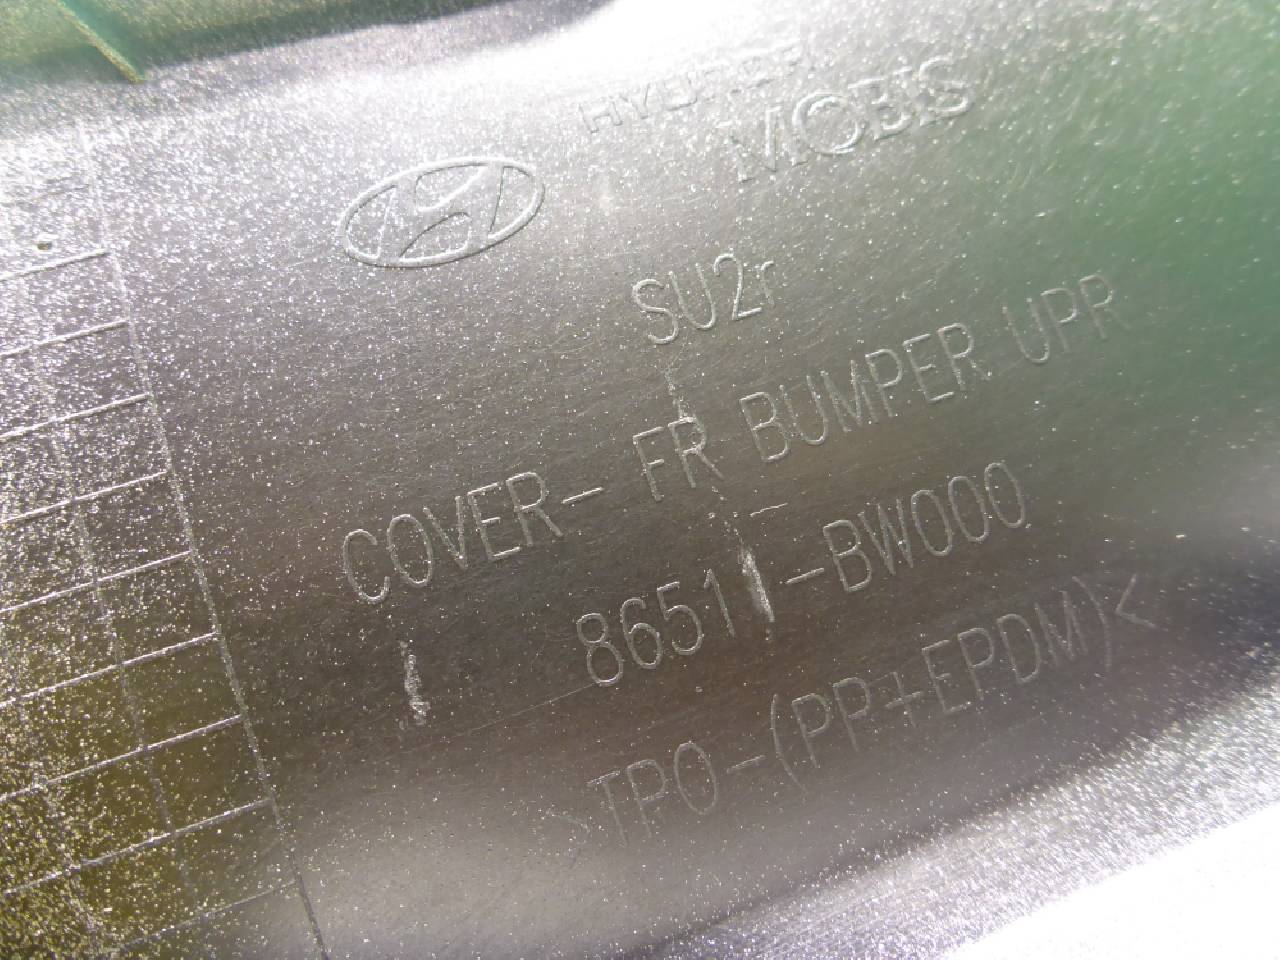 HYUNDAI
MOBIS
SU2r
COVER- FR BUMPER UPR
86511-BW000
>TPO-(PP+EPDM)<